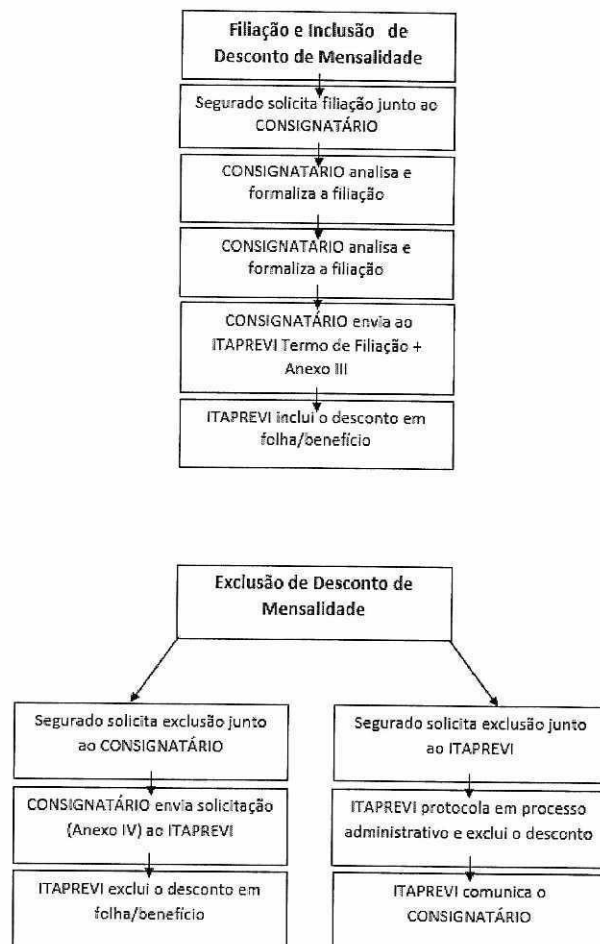 Filiação e Inclusão de
Desconto de Mensalidade
Segurado solicita filiação junto ao
CONSIGNATÁRIO
CONSIGNATÁRIO analisa e
formaliza a filiação
CONSIGNATÁRIO analisa e
formaliza a filiação
CONSIGNATÁRIO envia ao
ITAPREVI Termo de Filiação +
Anexo III
ITAPREVI inclui o desconto em
folha/benefício
Exclusão de Desconto de
Mensalidade
Segurado solicita exclusão junto
ao CONSIGNATÁRIO
CONSIGNATÁRIO envia solicitação
(Anexo IV) ao ITAPREVI
ITAPREVI exclui o desconto em
folha/benefício
Segurado solicita exclusão junto
ao ITAPREVI
ITAPREVI protocola em processo
administrativo e exclui o desconto
ITAPREVI comunica o
CONSIGNATÁRIO